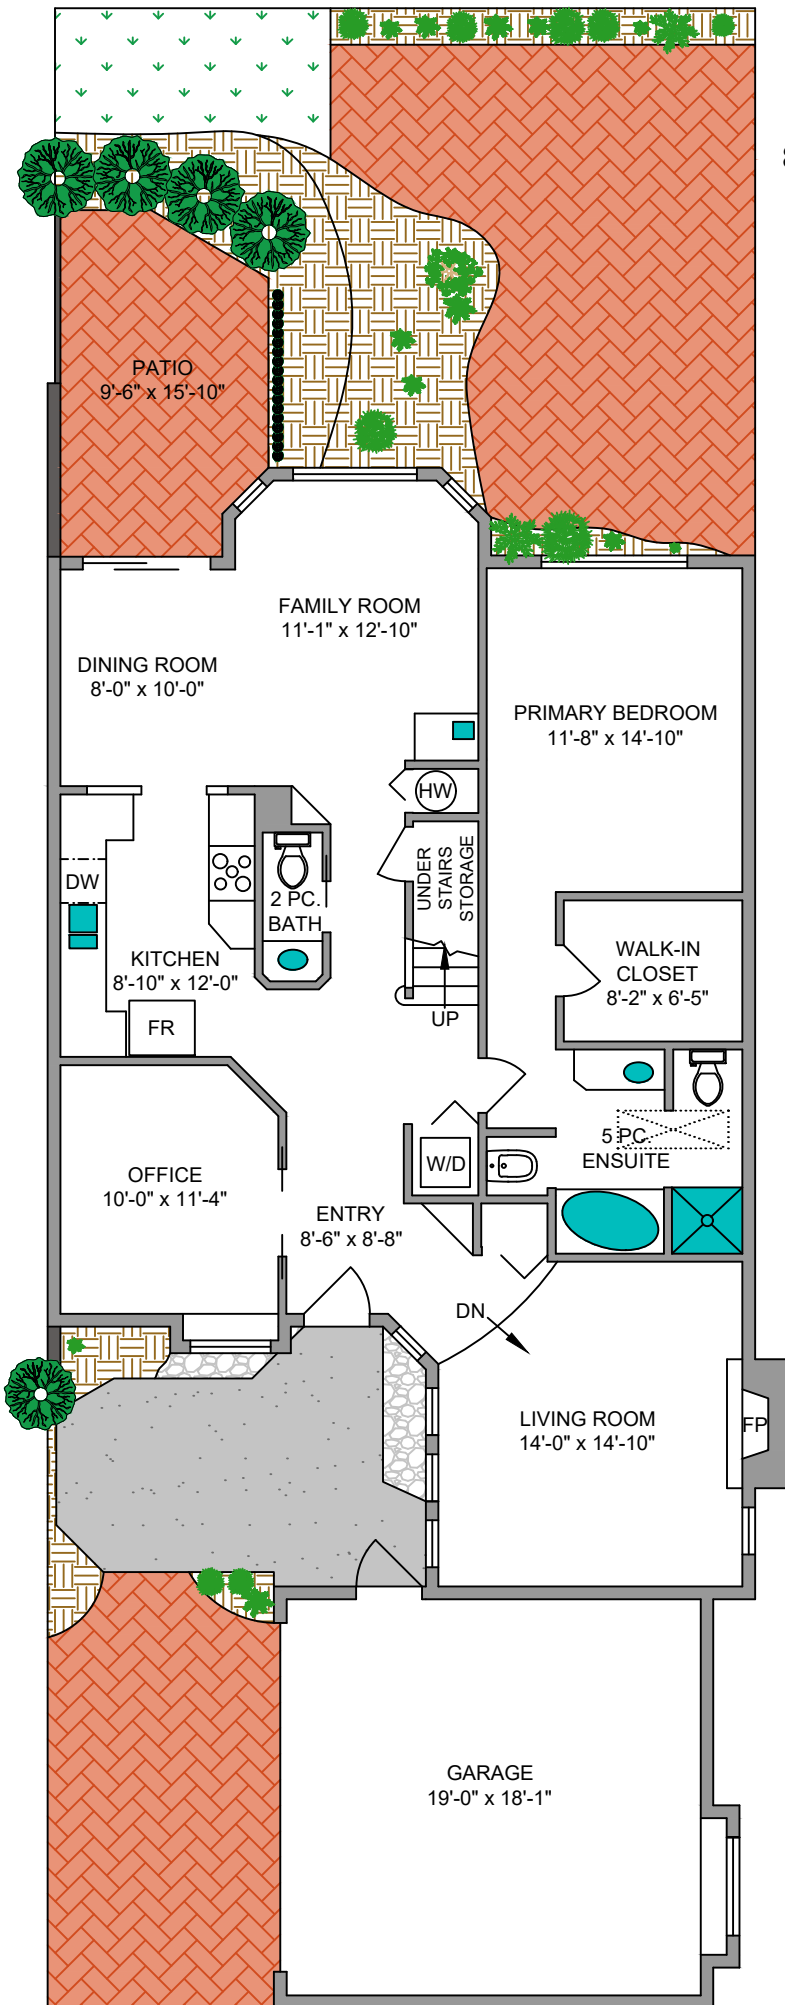 8
PATIO
9'-6" x 15'-10"
FAMILY ROOM
11'-1" x 12'-10"
DINING ROOM
8'-0" x 10'-0"
PRIMARY BEDROOM
11'-8" x 14'-10"
HW
UNDER
STAIRS
STORAGE
DW
2 PC.
BATH
KITCHEN
8'-10" x 12'-0"
WALK-IN
CLOSET
8'-2" x 6'-5"
UP
FR
5 PC
ENSUITE
W/D
OFFICE
10'-0" x 11'-4"
ENTRY
8'-6" x 8'-8"
DN
LIVING ROOM
14'-0" x 14'-10"
FP
GARAGE
19'-0" x 18'-1"